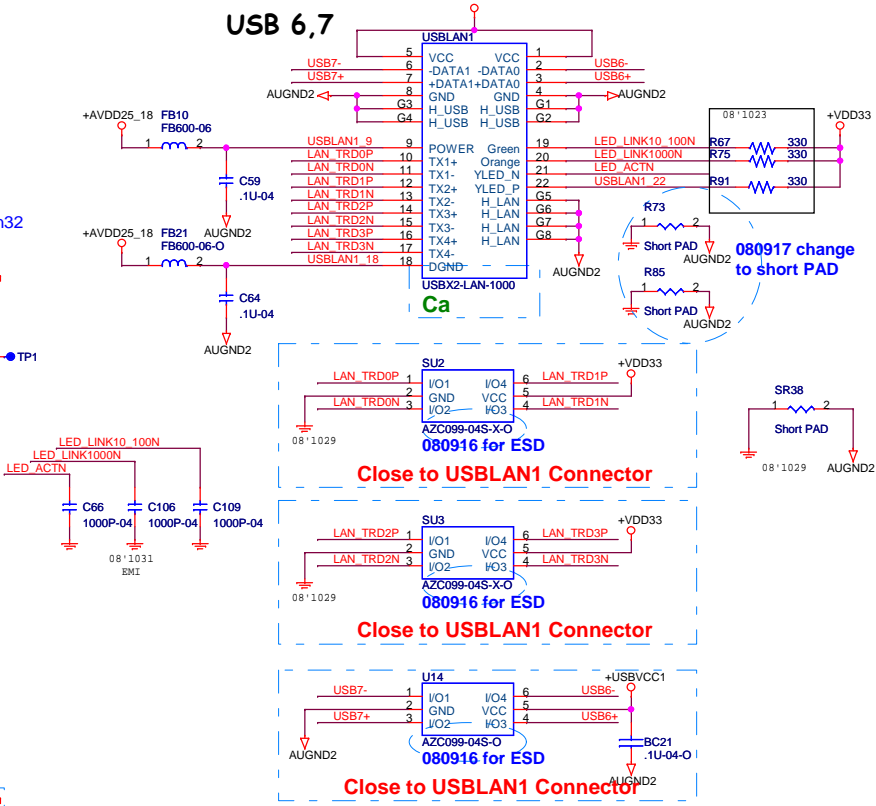 USB 6,7
USBLAN1
5 VCC VCC 1
USB7- 6 -DATA1 -DATA0 2 USB6-
USB7+ 7 +DATA1 +DATA0 3 USB6+
AUGND2 8 GND GND 4 AUGND2
G3 H_USB H_USB G1
G4 H_USB H_USB G2
+AVDD25_18 FB10
1 2
FB600-06
USBLAN1_9 9 POWER Green 19 LED_LINK10_100N
LAN_TRD0P 10 TX1+ Orange 20 LED_LINK1000N
LAN_TRD0N 11 TX1- YLED_N 21 LED_ACTN
LAN_TRD1P 12 TX2+ YLED_P 22 USBLAN1_22
LAN_TRD1N 13 TX2- H_LAN G5
LAN_TRD2P 14 TX3+ H_LAN G6
LAN_TRD2N 15 TX3- H_LAN G7
LAN_TRD3P 16 TX4+ H_LAN G8
LAN_TRD3N 17 TX4-
USBLAN1_18 18 DGND
USBX2-LAN-1000
AUGND2
Ca
C59
.1U-04
AUGND2
+AVDD25_18 FB21
FB600-06-O
1 2
C64
.1U-04
AUGND2
08'1023
+VDD33
R67 330
R75 330
R91 330
R73
1 2
Short PAD
AUGND2
R85
1 2
Short PAD
AUGND2
080917 change
to short PAD
n32
TP1
SU2
+VDD33
LAN_TRD0P 1 I/O1 I/O4 6 LAN_TRD1P
2 GND VCC 5
LAN_TRD0N 3 I/O2 I/O3 4 LAN_TRD1N
AZC099-04S-X-O
08'1029
080916 for ESD
Close to USBLAN1 Connector
SR38
1 2
Short PAD
08'1029
AUGND2
LED_LINK10_100N
LED_LINK1000N
LED_ACTN
C66
1000P-04
C106
1000P-04
C109
1000P-04
08'1031
EMI
SU3
+VDD33
LAN_TRD2P 1 I/O1 I/O4 6 LAN_TRD3P
2 GND VCC 5
LAN_TRD2N 3 I/O2 I/O3 4 LAN_TRD3N
AZC099-04S-X-O
08'1029
080916 for ESD
Close to USBLAN1 Connector
U14
+USBVCC1
USB7- 1 I/O1 I/O4 6 USB6-
2 GND VCC 5
USB7+ 3 I/O2 I/O3 4 USB6+
AZC099-04S-O
AUGND2
BC21
.1U-04-O
AUGND2
080916 for ESD
Close to USBLAN1 Connector